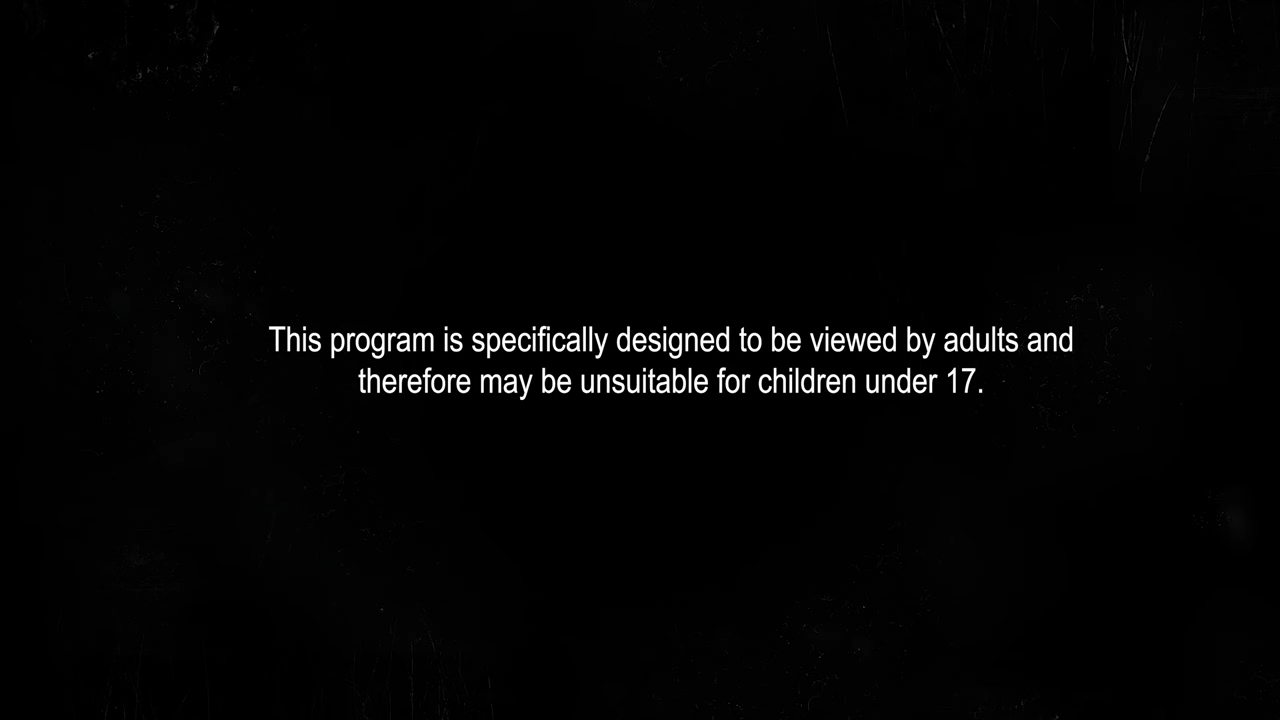 This program is specifically designed to be viewed by adults and
therefore may be unsuitable for children under 17.